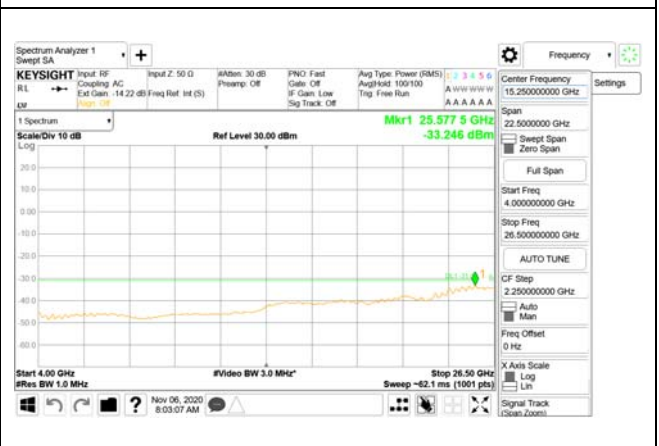 Spectrum Analyzer 1
Swept SA
Frequency
KEYSIGHT
RL
Input: RF
Coupling: AC
Ext Gain: -14.22 dB
Align: Off
Input Z: 50 Ω
Freq Ref: Int (S)
#Atten: 30 dB
Preamp: Off
PNO: Fast
Gate: Off
IF Gain: Low
Sig Track: Off
Avg Type: Power (RMS)
Avg|Hold: 100/100
Trig: Free Run
1 2 3 4 5 6
A W W W W W
A A A A A A
1 Spectrum
Mkr1 25.577 5 GHz
Scale/Div 10 dB
Ref Level 30.00 dBm
-33.246 dBm
Log
20.0
10.0
0.00
-10.0
-20.0
-30.0
-40.0
-50.0
-60.0
1
Start 4.00 GHz
#Video BW 3.0 MHz*
Stop 26.50 GHz
#Res BW 1.0 MHz
Sweep ~62.1 ms (1001 pts)
?
Nov 06, 2020
8:03:07 AM
Center Frequency
15.250000000 GHz
Settings
Span
22.5000000 GHz
Swept Span
Zero Span
Full Span
Start Freq
4.000000000 GHz
Stop Freq
26.500000000 GHz
AUTO TUNE
CF Step
2.250000000 GHz
Auto
Man
Freq Offset
0 Hz
X Axis Scale
Log
Lin
Signal Track
(Span Zoom)